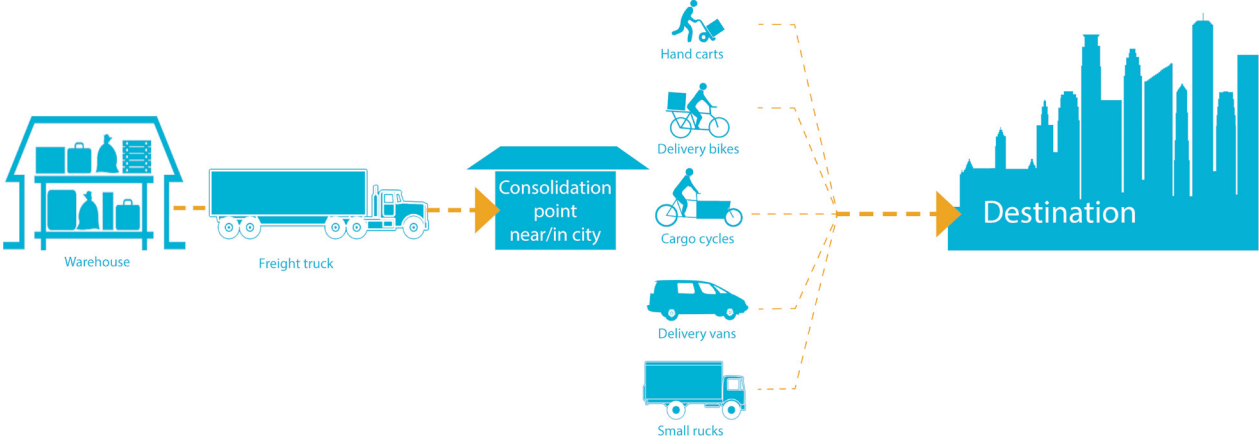 Warehouse
Freight truck
Consolidation
point
near/in city
Hand carts
Delivery bikes
Cargo cycles
Delivery vans
Small rucks
Destination